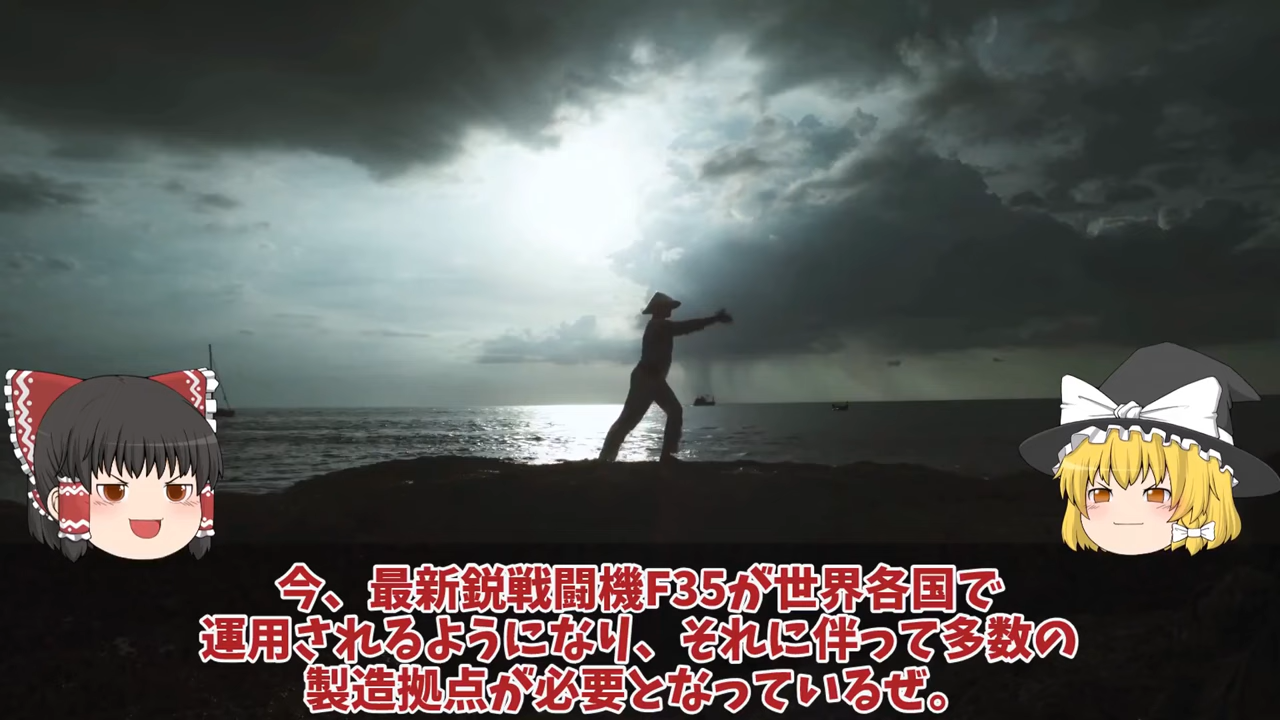 今、最新鋭戦闘機F35が世界各国で
運用されるようになり、それに伴って多数の
製造拠点が必要となっているぜ。